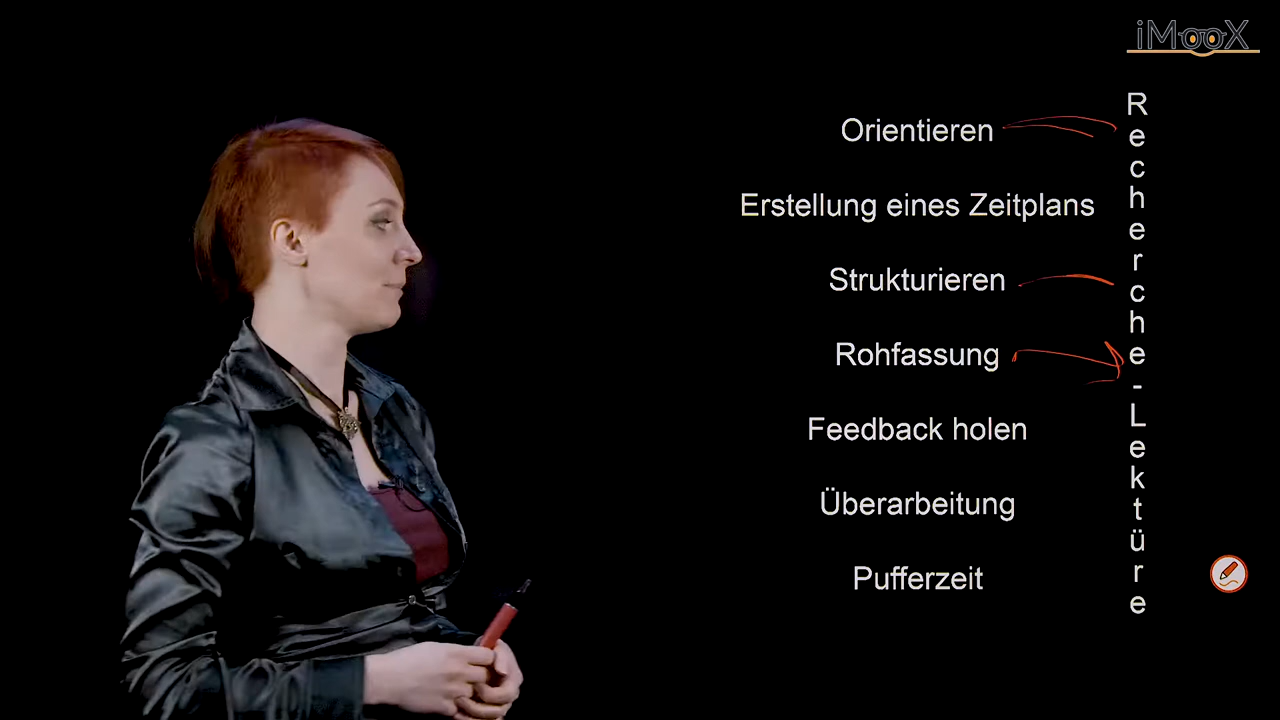 iMooX
Orientieren
Erstellung eines Zeitplans
Strukturieren
Rohfassung
Feedback holen
Überarbeitung
Pufferzeit
Recherche-Lektüre